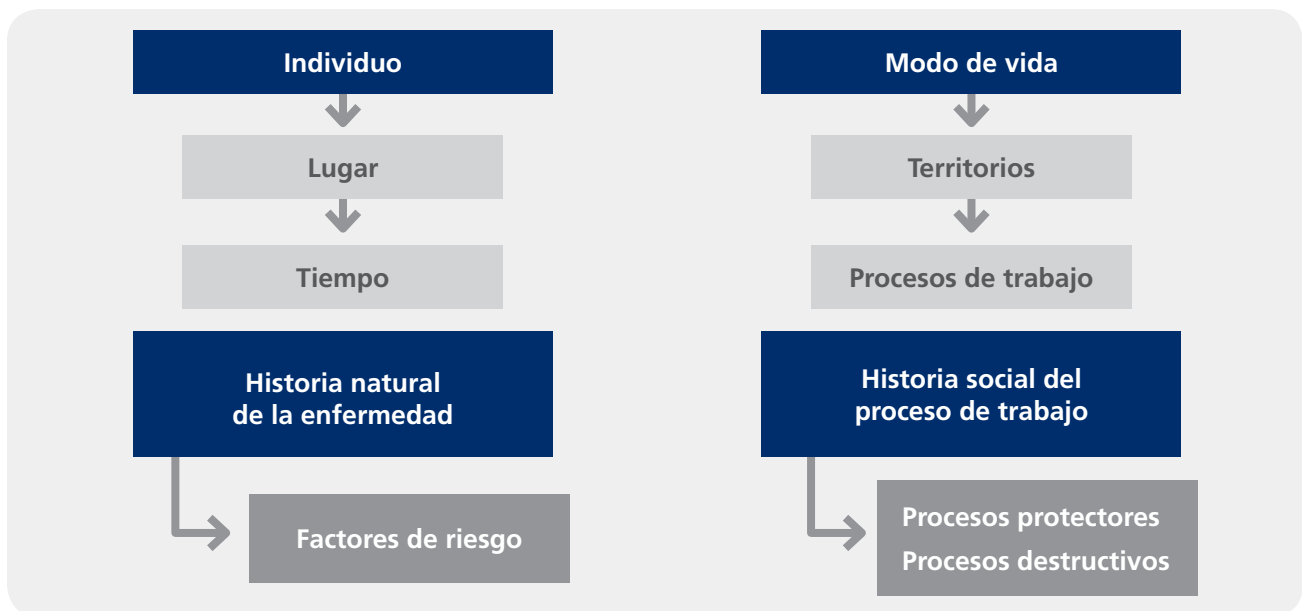 Individuo
Lugar
Tiempo
Historia natural
de la enfermedad
Factores de riesgo
Modo de vida
Territorios
Procesos de trabajo
Historia social del
proceso de trabajo
Procesos protectores
Procesos destructivos